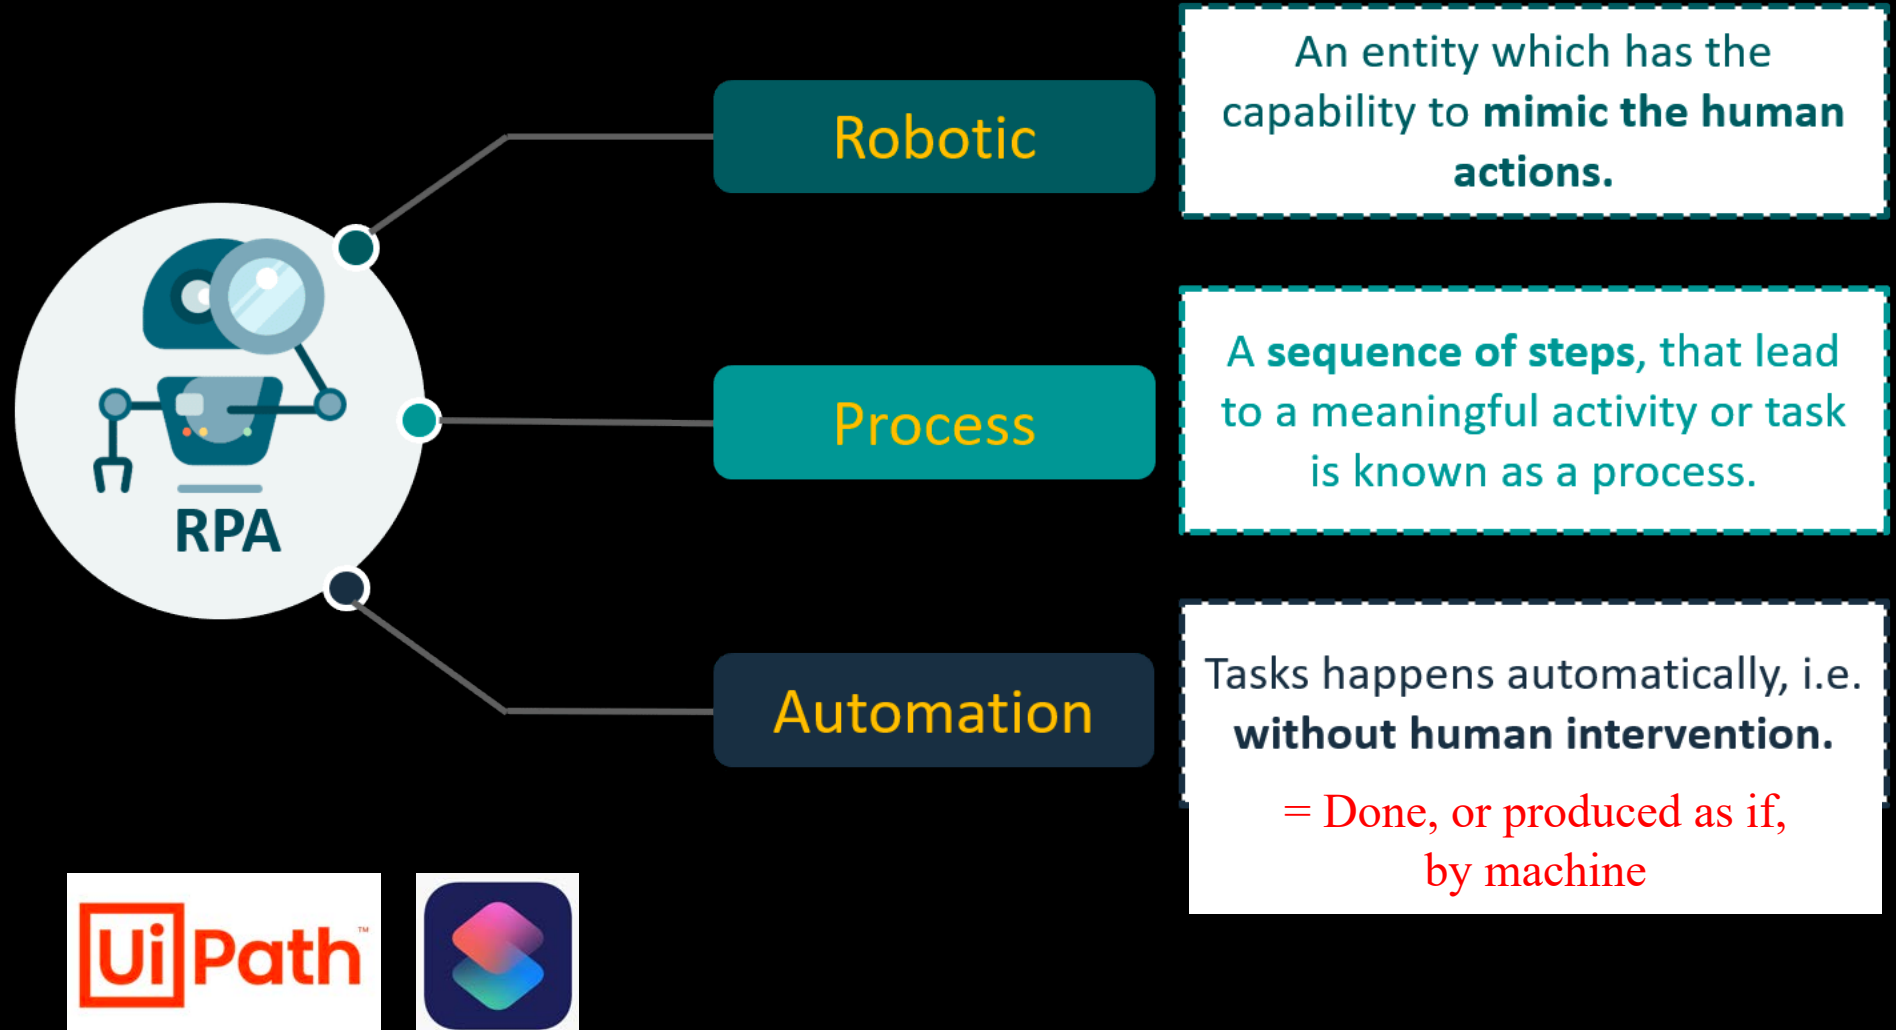 Robotic
An entity which has the
capability to mimic the human
actions.
RPA
Process
A sequence of steps, that lead
to a meaningful activity or task
is known as a process.
Automation
Tasks happens automatically, i.e.
without human intervention.
= Done, or produced as if,
by machine
UiPath™